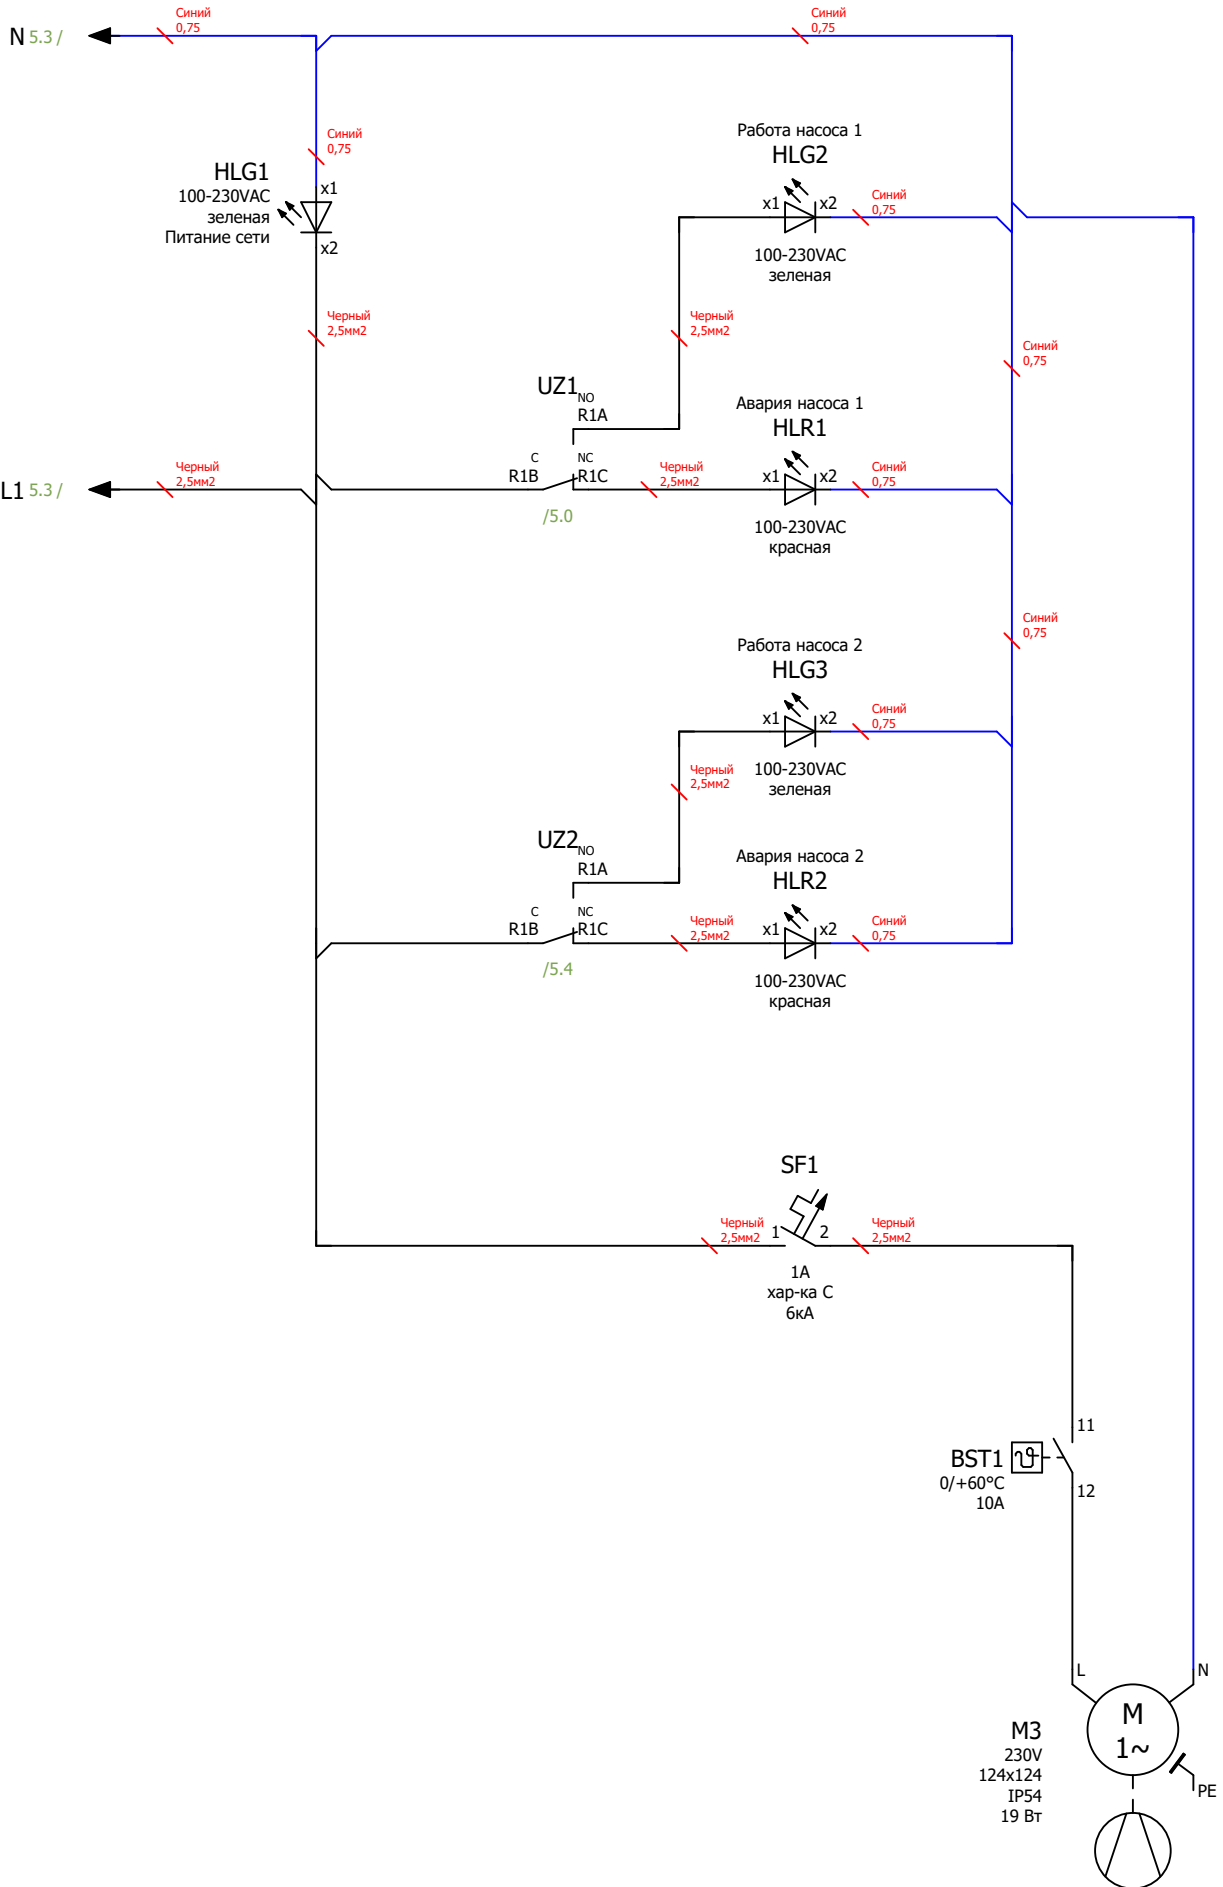 Синий
0,75
Синий
0,75
N 5.3 /
Синий
0,75
HLG1
100-230VAC
зеленая
Питание сети
x1
x2
Работа насоса 1
HLG2
x1
x2
Синий
0,75
100-230VAC
зеленая
Черный
2,5мм2
Черный
2,5мм2
Синий
0,75
UZ1
NO
R1A
Авария насоса 1
HLR1
L1 5.3 /
Черный
2,5мм2
C
R1B
NC
R1C
Черный
2,5мм2
x1
x2
Синий
0,75
/5.0
100-230VAC
красная
Синий
0,75
Работа насоса 2
HLG3
x1
x2
Синий
0,75
100-230VAC
зеленая
Черный
2,5мм2
UZ2
NO
R1A
Авария насоса 2
HLR2
C
R1B
NC
R1C
Черный
2,5мм2
x1
x2
Синий
0,75
/5.4
100-230VAC
красная
SF1
Черный
2,5мм2
1
2
Черный
2,5мм2
1А
хар-ка С
6кА
11
BST1
0/+60°C
10А
12
L
N
M
1~
M3
230V
124x124
IP54
19 Вт
PE